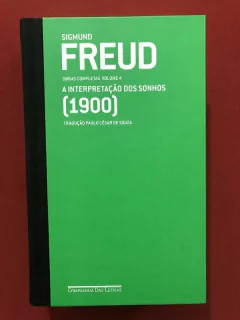 SIGMUND
FREUD
OBRAS COMPLETAS VOLUME 4
A INTERPRETAÇÃO DOS SONHOS
(1900)
TRADUÇÃO PAULO CÉSAR DE SOUZA
COMPANHIA DAS LETRAS